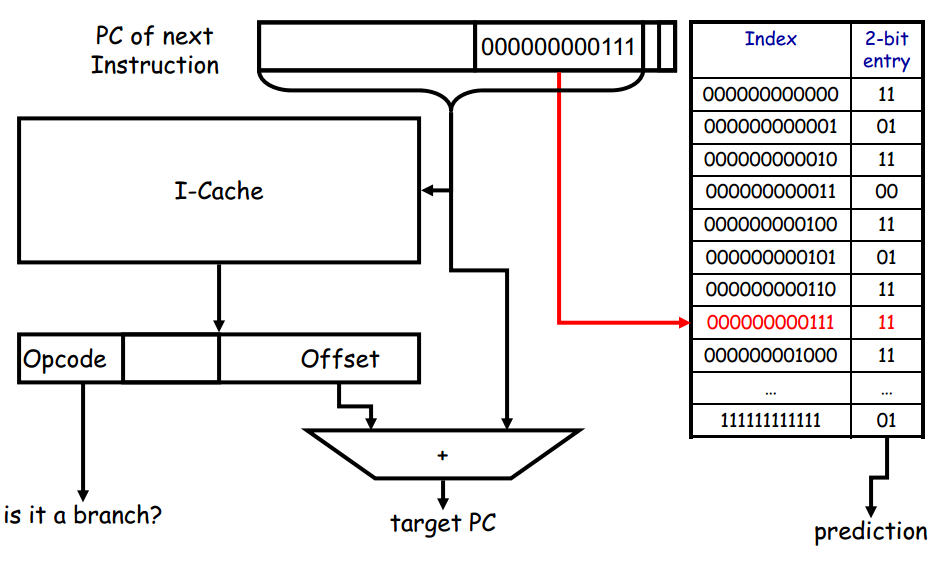 PC of next
Instruction
000000000111
I-Cache
Opcode
Offset
+
is it a branch?
target PC
Index 2-bit
entry
000000000000 11
000000000001 01
000000000010 11
000000000011 00
000000000100 11
000000000101 01
000000000110 11
000000000111 11
000000001000 11
... ...
111111111111 01
prediction